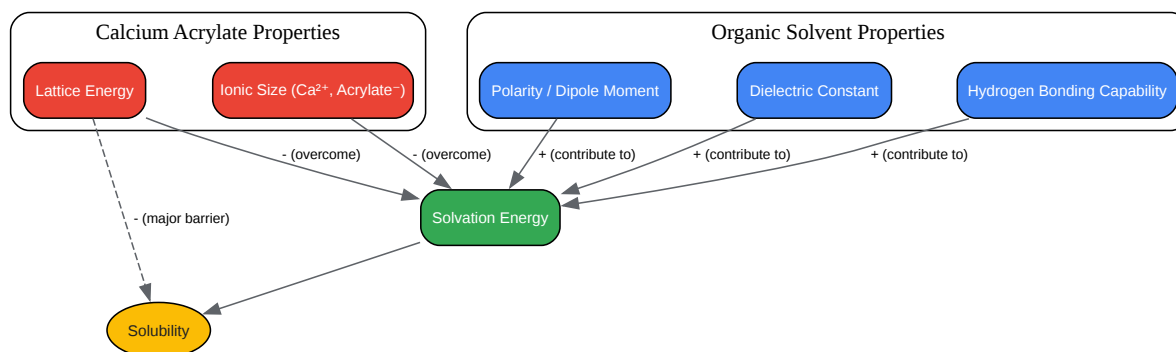 Calcium Acrylate Properties
Organic Solvent Properties
Lattice Energy
Ionic Size (Ca²⁺, Acrylate⁻)
Polarity / Dipole Moment
Dielectric Constant
Hydrogen Bonding Capability
- (overcome)
- (overcome)
+ (contribute to)
+ (contribute to)
+ (contribute to)
- (major barrier)
Solvation Energy
Solubility